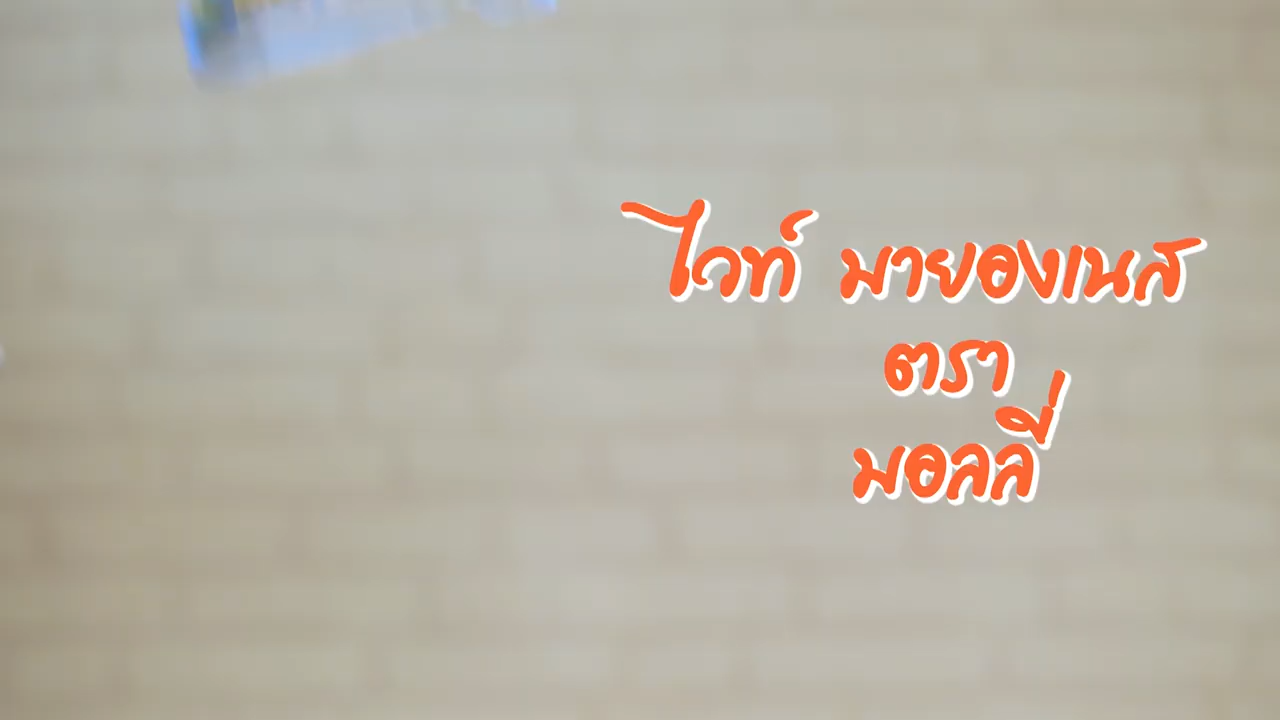 ไวท์ มายองเนส
ตรา
มอลลี่